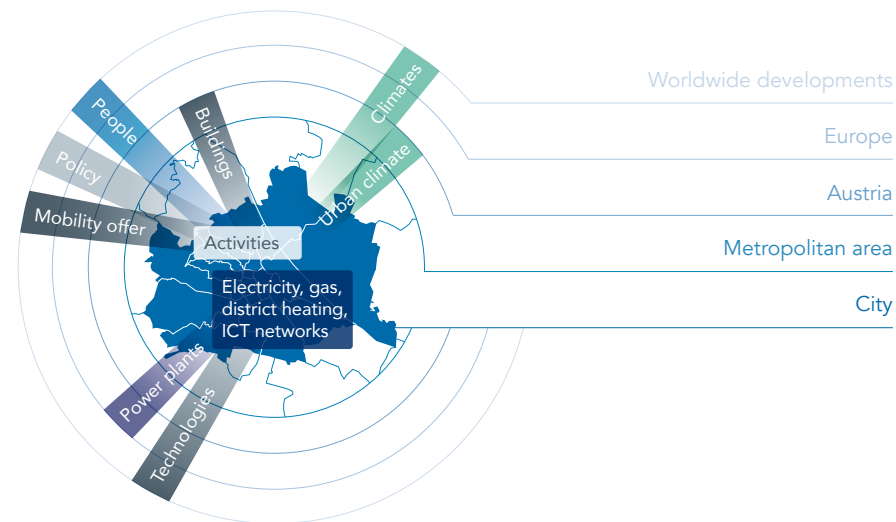 Worldwide developments
Europe
Austria
Metropolitan area
City
Climates
Urban climate
Buildings
People
Policy
Mobility offer
Activities
Electricity, gas,
district heating,
ICT networks
Power plants
Technologies